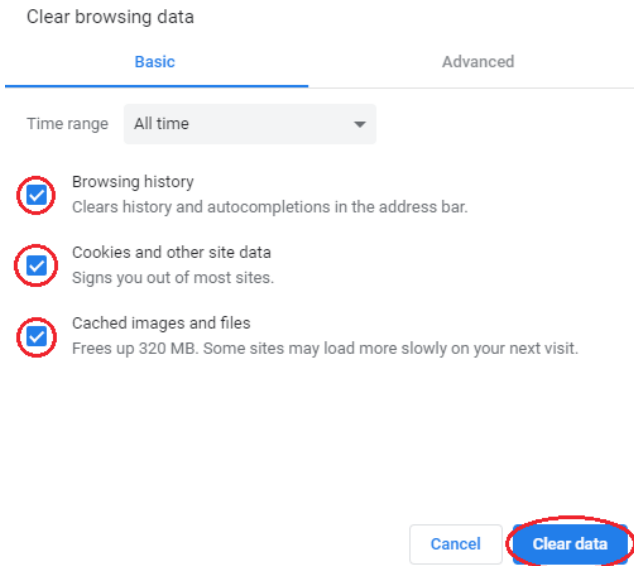 Clear browsing data
Basic Advanced
Time range All time
Browsing history
Clears history and autocompletions in the address bar.
Cookies and other site data
Signs you out of most sites.
Cached images and files
Frees up 320 MB. Some sites may load more slowly on your next visit.
Cancel Clear data